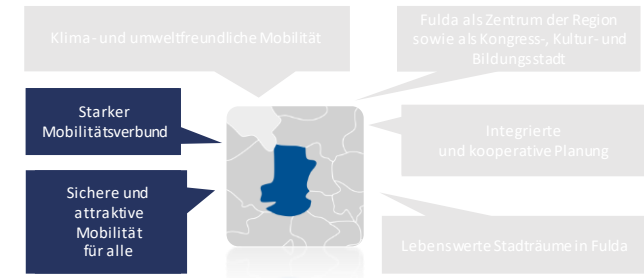 Klima- und umweltfreundliche Mobilität
Fulda als Zentrum der Region
sowie als Kongress-, Kultur- und
Bildungsstadt
Starker
Mobilitätsverbund
Integrierte
und kooperative Planung
Sichere und
attraktive
Mobilität
für alle
Lebenswerte Stadträume in Fulda